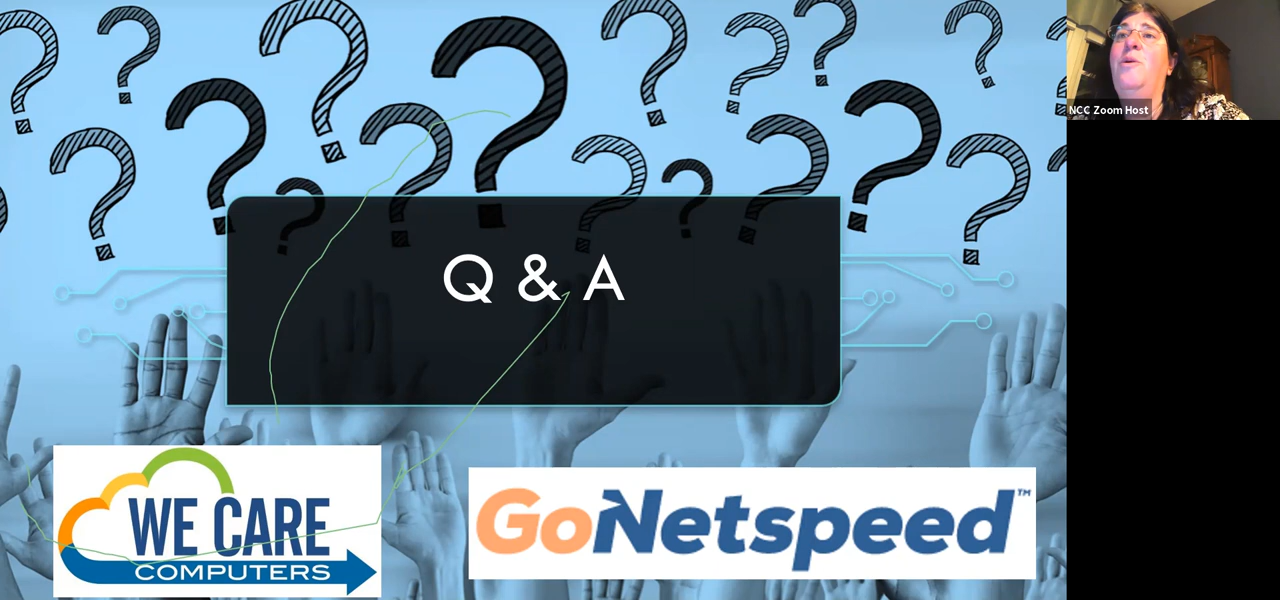 NCC Zoom Host
Q & A
WE CARE
COMPUTERS
GoNetspeed™